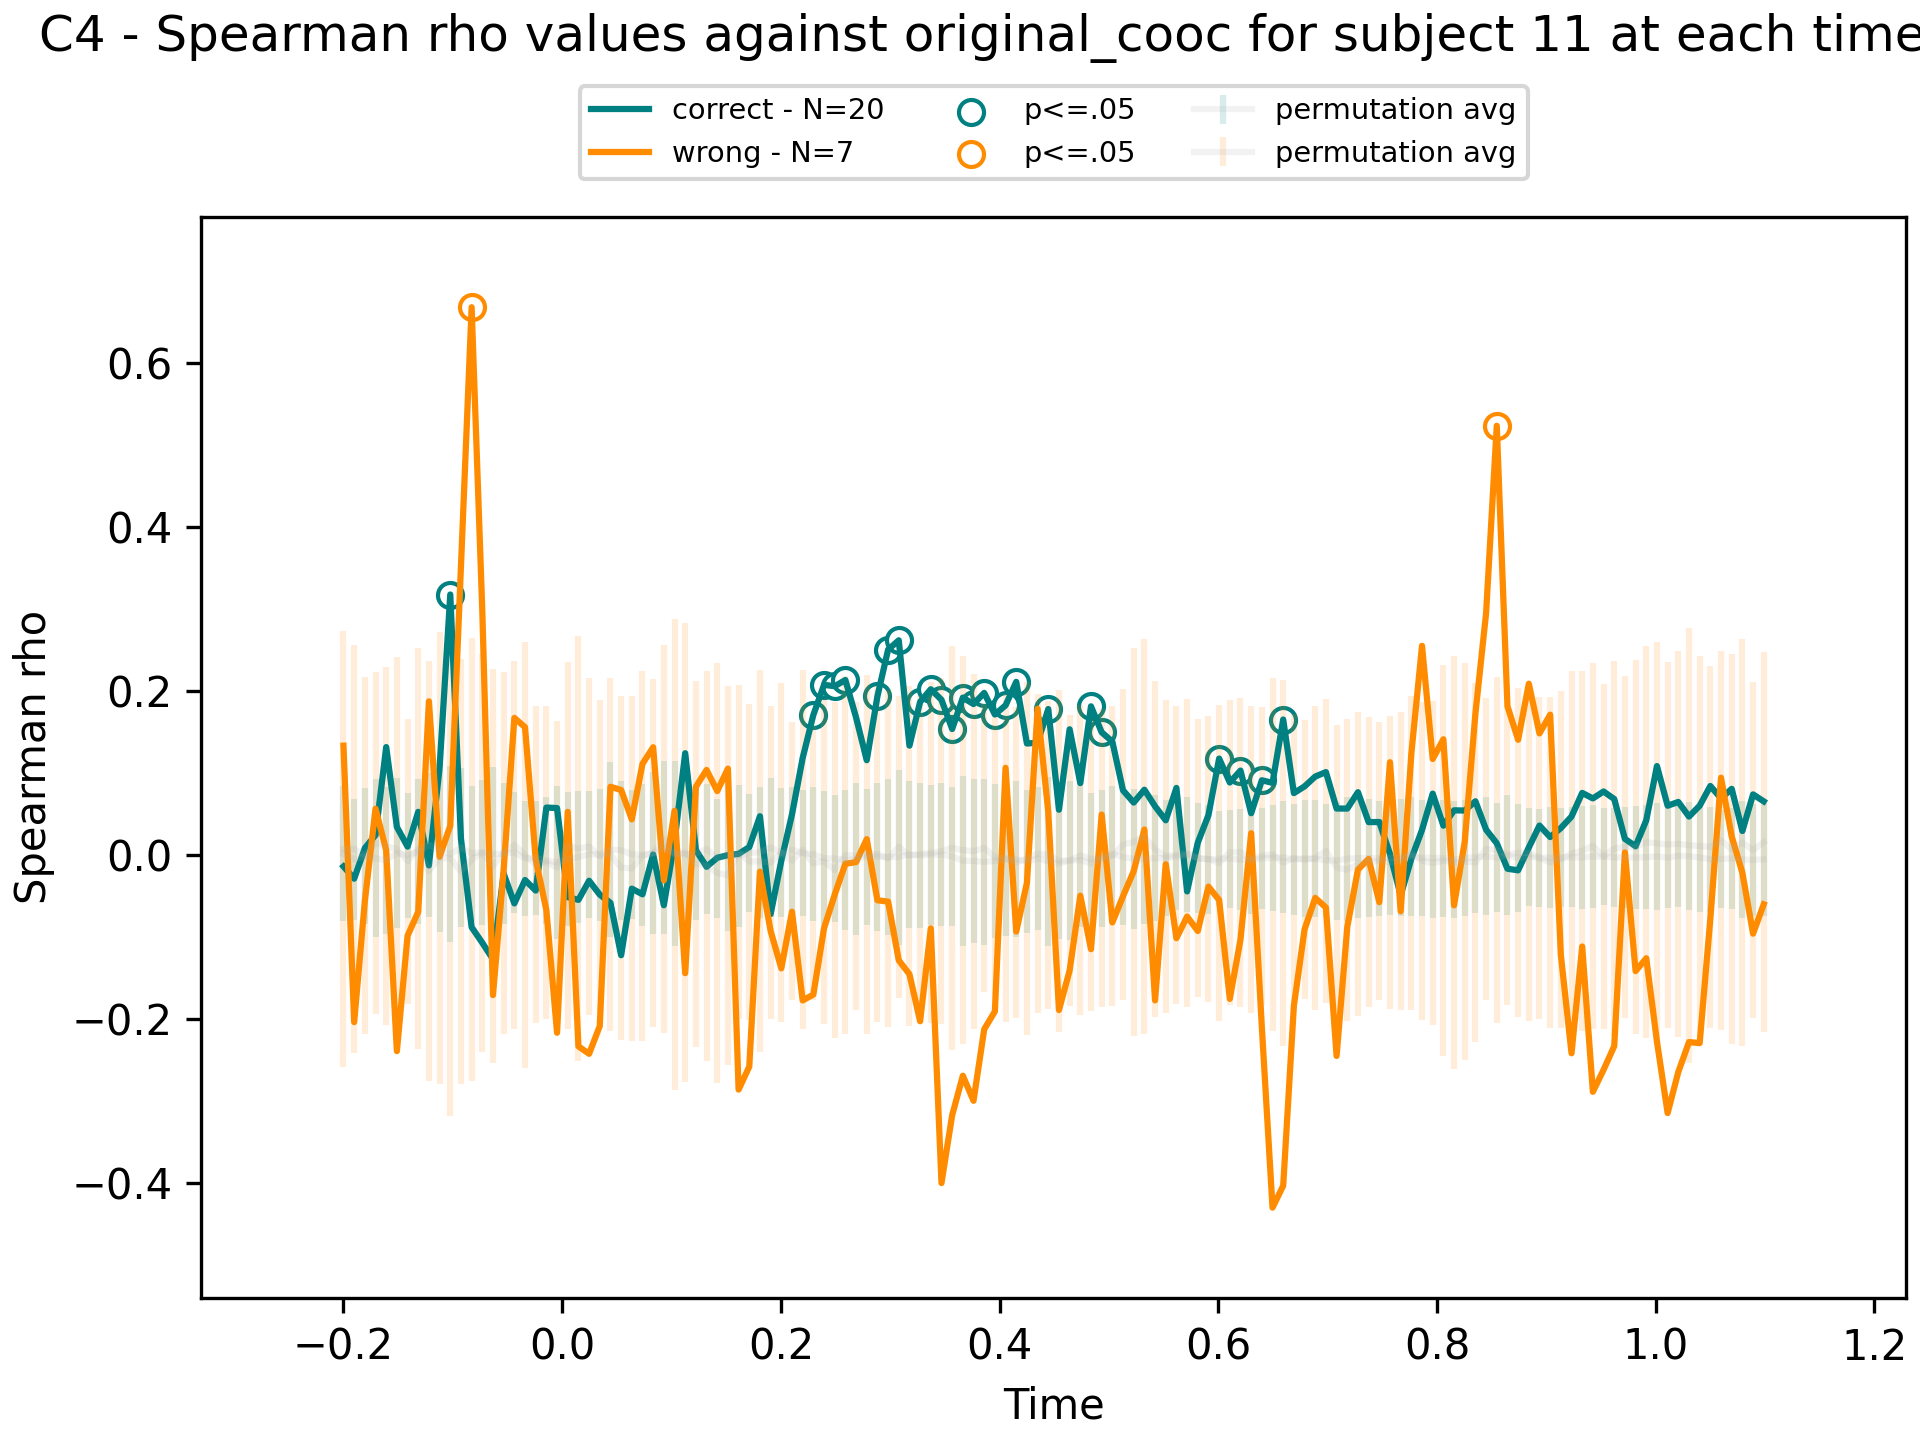 C4 - Spearman rho values against original_cooc for subject 11 at each time
correct - N=20
wrong - N=7
p<=.05
p<=.05
permutation avg
permutation avg
Spearman rho
0.6
0.4
0.2
0.0
−0.2
−0.4
−0.2 0.0 0.2 0.4 0.6 0.8 1.0 1.2
Time